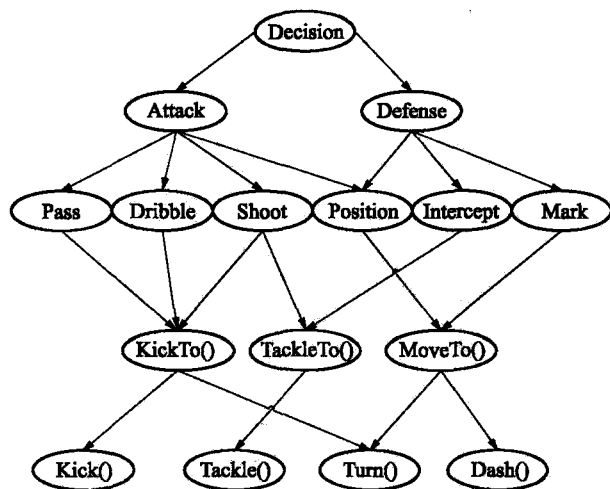 Decision
Attack Defense
Pass Dribble Shoot Position Intercept Mark
KickTo() TackleTo() MoveTo()
Kick() Tackle() Turn() Dash()